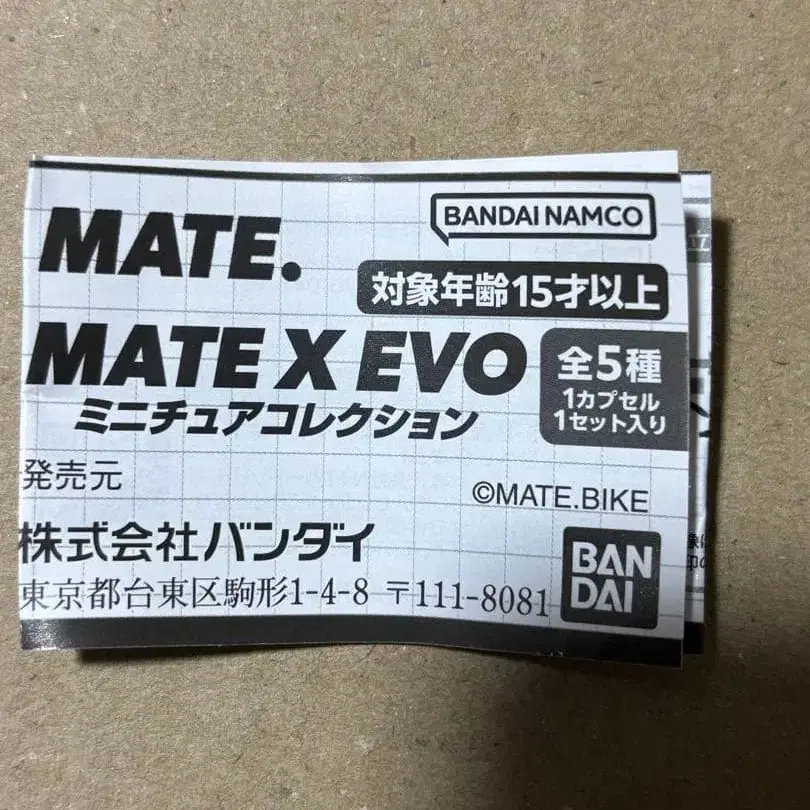 MATE.
BANDAI NAMCO
対象年齢15才以上
MATE X EVO
ミニチュアコレクション
全5種
1カプセル
1セット入り
発売元
©MATE.BIKE
株式会社バンダイ
東京都台東区駒形1-4-8 〒111-8081
BAN
DAI